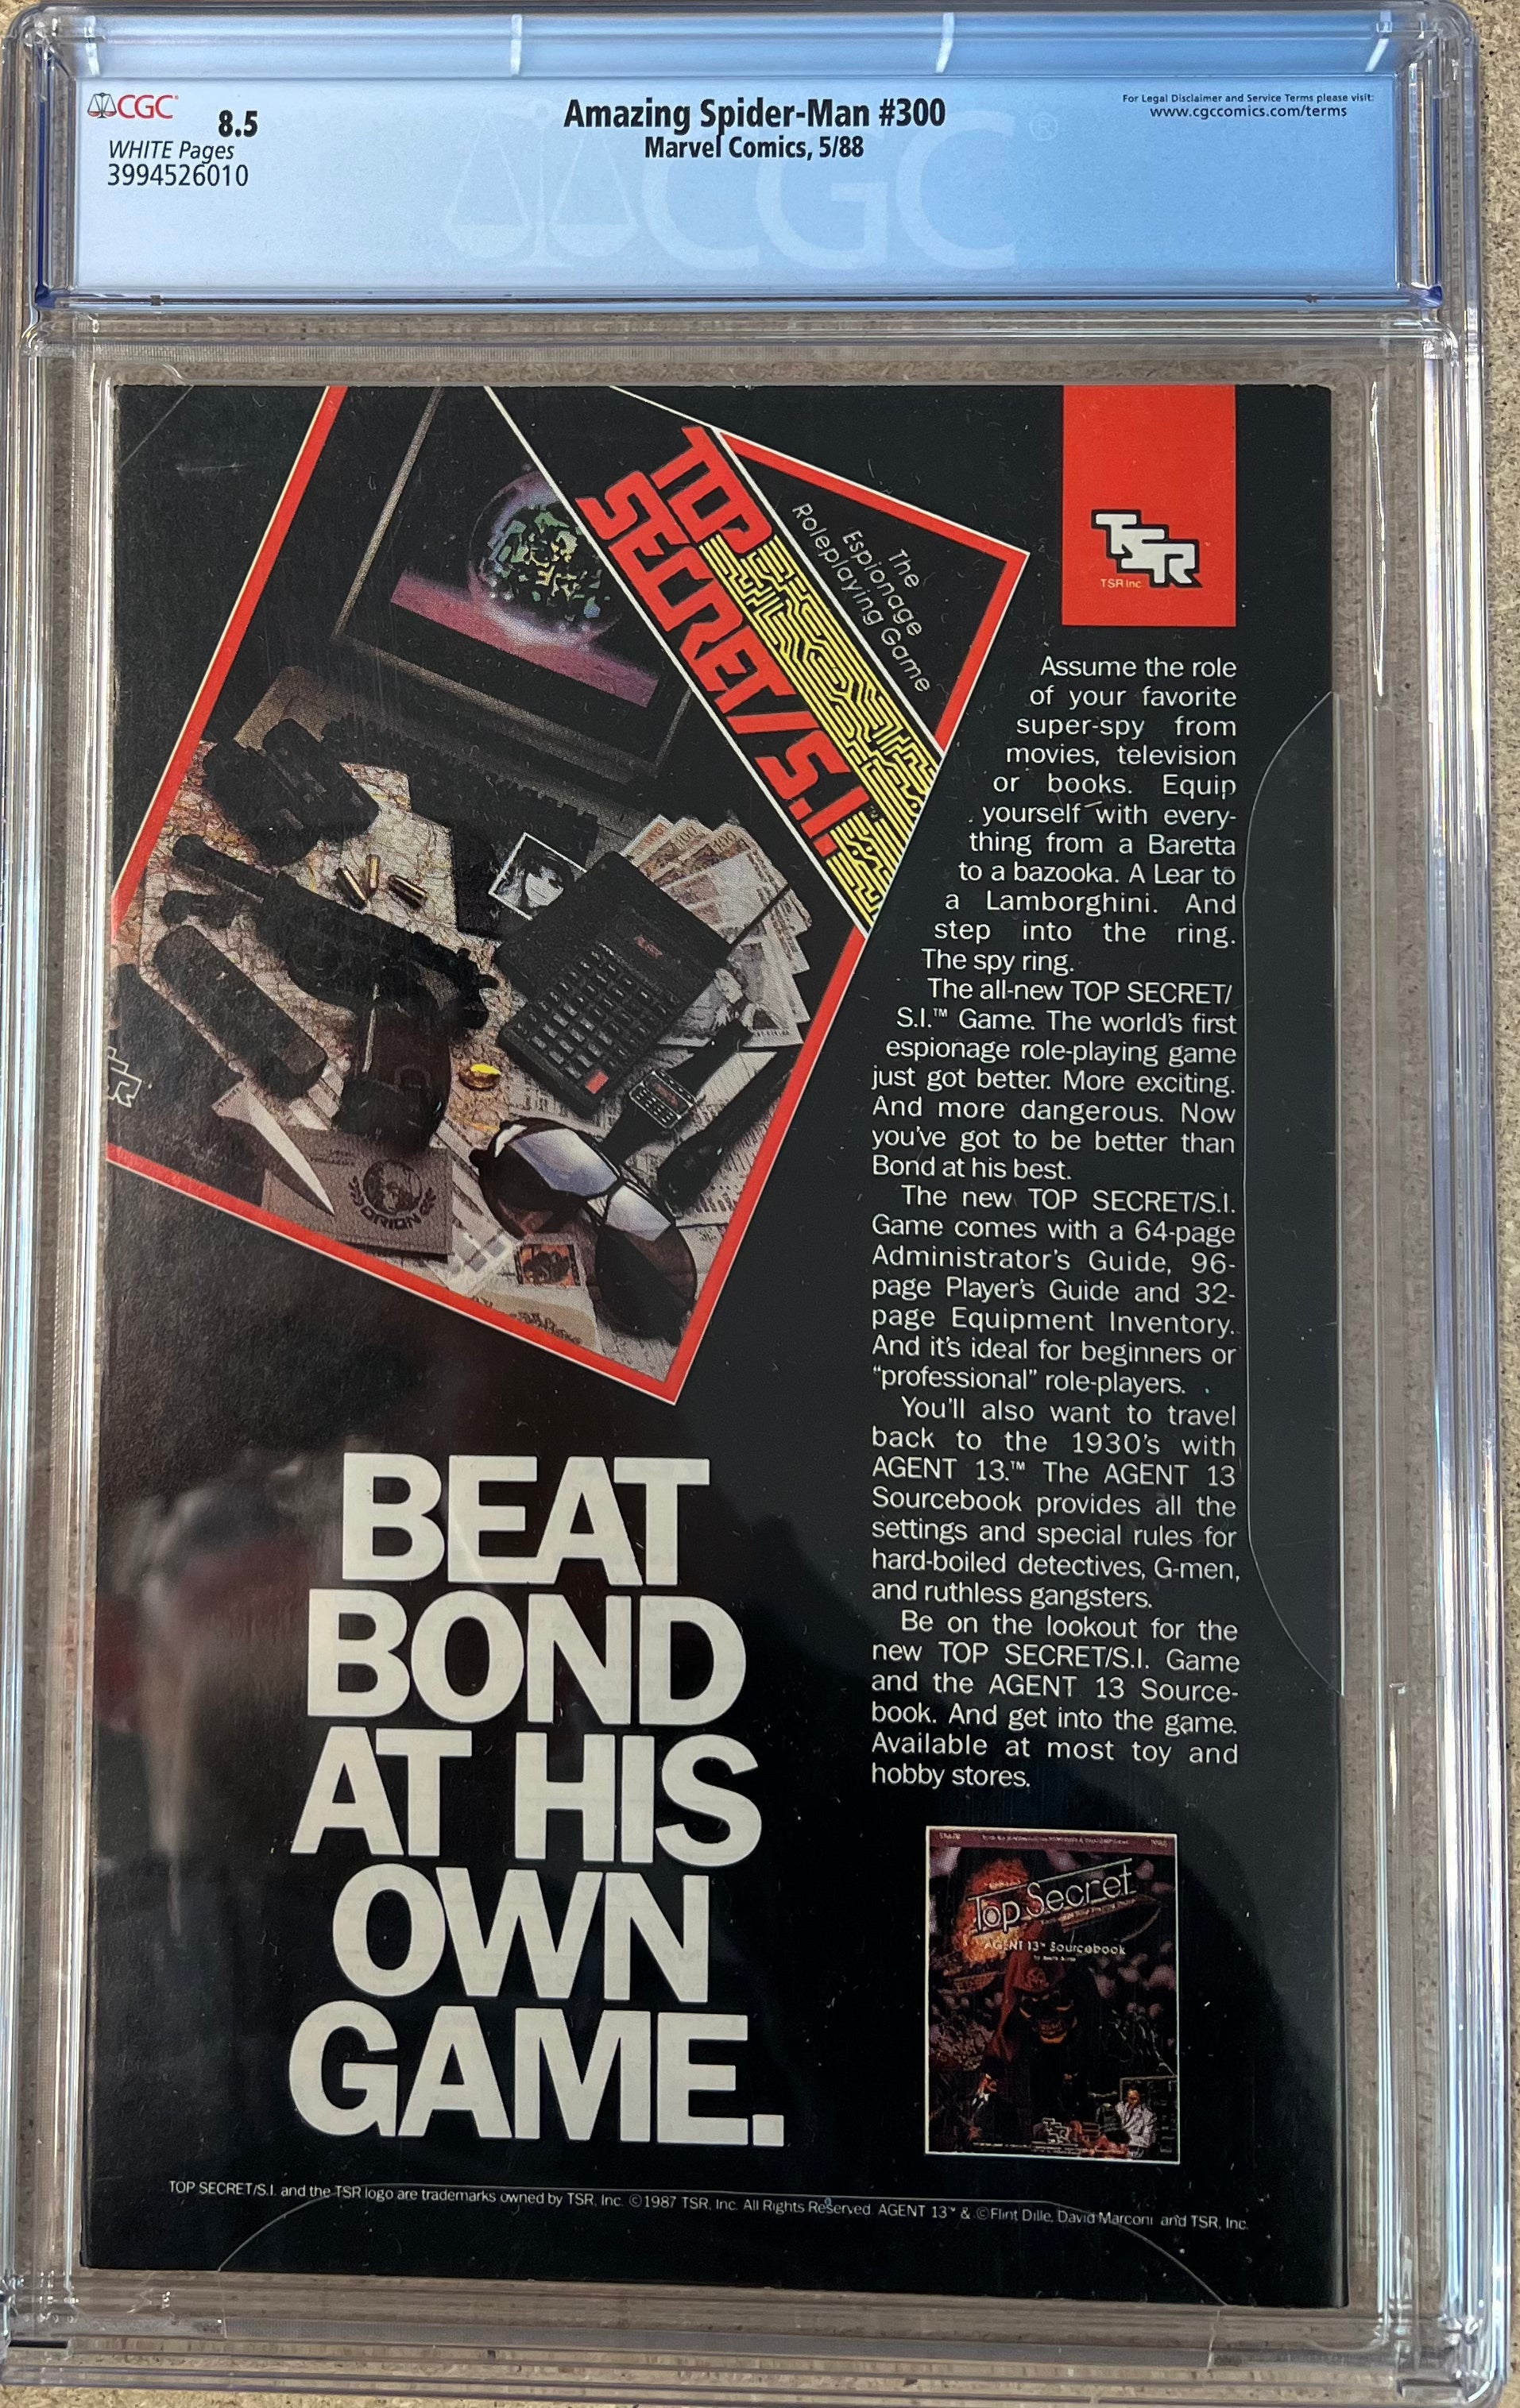 CGC
8.5
WHITE Pages
3994526010
Amazing Spider-Man #300
Marvel Comics, 5/88
For Legal Disclaimer and Service Terms please visit:
www.cgccomics.com/terms
CGC
TOP
SECRET/S.I.™
The
Espionage
Roleplaying Game
TSR
TSR Inc.
ORION
Assume the role
of your favorite
super-spy from
movies, television
or books. Equip
yourself with every-
thing from a Baretta
to a bazooka. A Lear to
a Lamborghini. And
step into the ring.
The spy ring.
The all-new TOP SECRET/
S.I.™ Game. The world's first
espionage role-playing game
just got better. More exciting.
And more dangerous. Now
you've got to be better than
Bond at his best.
The new TOP SECRET/S.I.
Game comes with a 64-page
Administrator's Guide, 96-
page Player's Guide and 32-
page Equipment Inventory.
And it's ideal for beginners or
"professional" role-players.
You'll also want to travel
back to the 1930's with
AGENT 13.™ The AGENT 13
Sourcebook provides all the
settings and special rules for
hard-boiled detectives, G-men,
and ruthless gangsters.
Be on the lookout for the
new TOP SECRET/S.I. Game
and the AGENT 13 Source-
book. And get into the game.
Available at most toy and
hobby stores.
BEAT
BOND
AT HIS
OWN
GAME.
Top Secret
AGENT 13™ Sourcebook
TOP SECRET/S.I. and the TSR logo are trademarks owned by TSR, Inc. ©1987 TSR, Inc. All Rights Reserved. AGENT 13™ & ©Flint Dille, David Marconi and TSR, Inc.